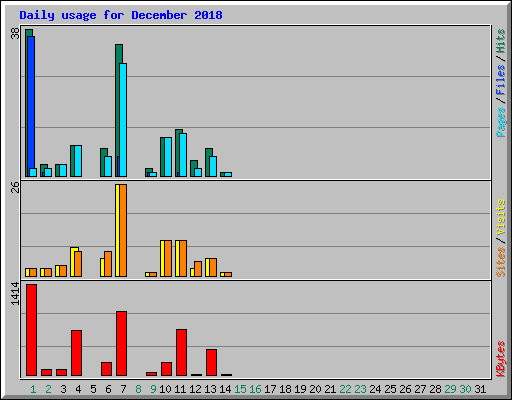 Daily usage for December 2018
38
Pages / Files / Hits
26
Sites / Visits
1414
KBytes
1 2 3 4 5 6 7 8 9 10 11 12 13 14 15 16 17 18 19 20 21 22 23 24 25 26 27 28 29 30 31